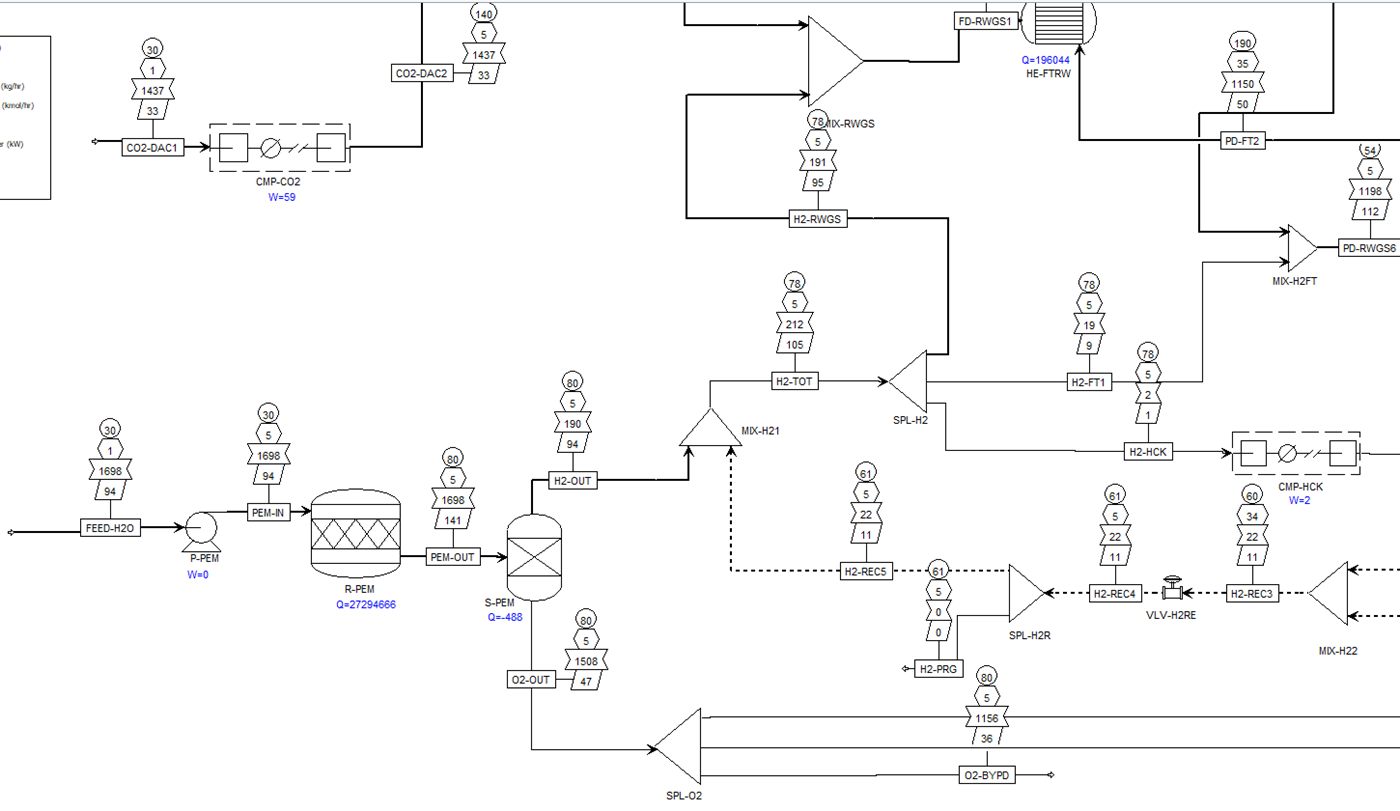 (kg/hr)
(kmol/hr)
(kW)
30
1
1437
33
CO2-DAC1
CMP-CO2
W=59
140
5
1437
33
CO2-DAC2
FD-RWGS1
Q=196044
HE-FTRW
MIX-RWGS
78
5
191
95
H2-RWGS
190
35
1150
50
PD-FT2
54
5
1198
112
PD-RWGS6
MIX-H2FT
78
5
212
105
H2-TOT
MIX-H21
SPL-H2
78
5
19
9
H2-FT1
78
5
2
1
H2-HCK
CMP-HCK
W=2
30
1
1698
94
FEED-H2O
P-PEM
W=0
30
5
1698
94
PEM-IN
R-PEM
Q=27294666
80
5
1698
141
PEM-OUT
S-PEM
Q=-488
80
5
190
94
H2-OUT
80
5
1508
47
O2-OUT
61
5
22
11
H2-REC5
61
5
0
0
H2-PRG
SPL-H2R
61
5
22
11
H2-REC4
VLV-H2RE
60
34
22
11
H2-REC3
MIX-H22
80
5
1156
36
O2-BYPD
SPL-O2